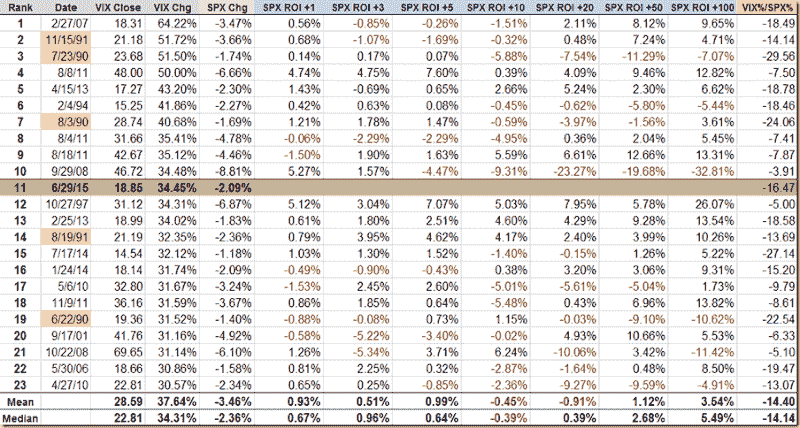 Rank Date VIX Close VIX Chg SPX Chg SPX ROI +1 SPX ROI +3 SPX ROI +5 SPX ROI +10 SPX ROI +20 SPX ROI +50 SPX ROI +100 VIX%/SPX%
1 2/27/07 18.31 64.22% -3.47% 0.56% -0.85% -0.26% -1.51% 2.11% 8.12% 9.65% -18.49
2 11/15/91 21.18 51.72% -3.66% 0.68% -1.07% -1.69% -0.32% 0.48% 7.24% 4.71% -14.14
3 7/23/90 23.68 51.50% -1.74% 0.14% 0.17% 0.07% -5.88% -7.54% -11.29% -7.07% -29.56
4 8/8/11 48.00 50.00% -6.66% 4.74% 4.75% 7.60% 0.39% 4.09% 9.46% 12.82% -7.50
5 4/15/13 17.27 43.20% -2.30% 1.43% -0.69% 0.65% 2.66% 5.24% 2.30% 6.62% -18.78
6 2/4/94 15.25 41.86% -2.27% 0.42% 0.63% 0.08% -0.45% -0.62% -5.80% -5.44% -18.46
7 8/3/90 28.74 40.68% -1.69% 1.21% 1.78% 1.47% -0.59% -3.97% -1.56% 3.61% -24.06
8 8/4/11 31.66 35.41% -4.78% -0.06% -2.29% -2.29% -4.95% 0.36% 2.04% 5.45% -7.41
9 8/18/11 42.67 35.12% -4.46% -1.50% 1.90% 1.63% 5.59% 6.61% 12.66% 13.31% -7.87
10 9/29/08 46.72 34.48% -8.81% 5.27% 1.57% -4.47% -9.31% -23.27% -19.68% -32.81% -3.91
11 6/29/15 18.85 34.45% -2.09% -16.47
12 10/27/97 31.12 34.31% -6.87% 5.12% 3.04% 7.07% 5.03% 7.95% 5.78% 26.07% -5.00
13 2/25/13 18.99 34.02% -1.83% 0.61% 1.80% 2.51% 4.60% 4.29% 9.28% 13.54% -18.58
14 8/19/91 21.19 32.35% -2.36% 0.79% 3.95% 4.62% 4.17% 2.40% 3.99% 10.26% -13.69
15 7/17/14 14.54 32.12% -1.18% 1.03% 1.30% 1.52% -1.40% -0.15% 1.26% 5.22% -27.14
16 1/24/14 18.14 31.74% -2.09% -0.49% -0.90% -0.43% 0.38% 3.20% 3.06% 9.31% -15.20
17 5/6/10 32.80 31.67% -3.24% -1.53% 2.45% 2.60% -5.01% -5.61% -5.04% 1.73% -9.79
18 11/9/11 36.16 31.59% -3.67% 0.86% 1.85% 0.64% -5.48% 0.43% 6.96% 13.82% -8.61
19 6/22/90 19.36 31.52% -1.40% -0.88% -0.08% 0.73% 1.15% -0.03% -9.10% -10.62% -22.54
20 9/17/01 41.76 31.16% -4.92% -0.58% -5.22% -3.40% -0.02% 4.93% 10.66% 5.53% -6.33
21 10/22/08 69.65 31.14% -6.10% 1.26% -5.34% 3.71% 6.24% -10.06% 3.42% -11.42% -5.10
22 5/30/06 18.66 30.86% -1.58% 0.81% 2.25% 0.32% -2.87% -1.64% 0.48% 8.50% -19.47
23 4/27/10 22.81 30.57% -2.34% 0.65% 0.25% -0.85% -2.36% -9.27% -9.59% -4.91% -13.07
Mean 28.59 37.64% -3.46% 0.93% 0.51% 0.99% -0.45% -0.91% 1.12% 3.54% -14.40
Median 22.81 34.31% -2.36% 0.67% 0.96% 0.64% -0.39% 0.39% 2.68% 5.49% -14.14